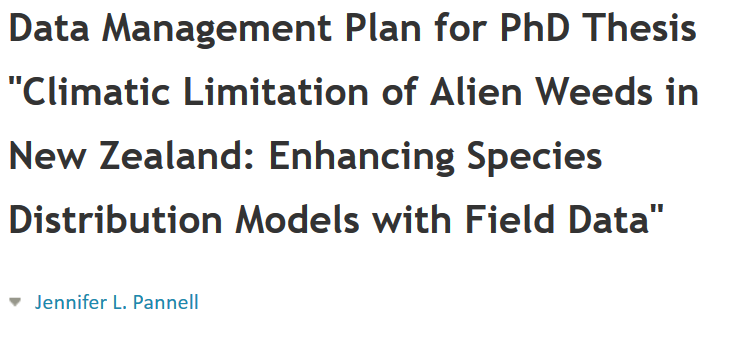 Data Management Plan for PhD Thesis
"Climatic Limitation of Alien Weeds in
New Zealand: Enhancing Species
Distribution Models with Field Data"
Jennifer L. Pannell